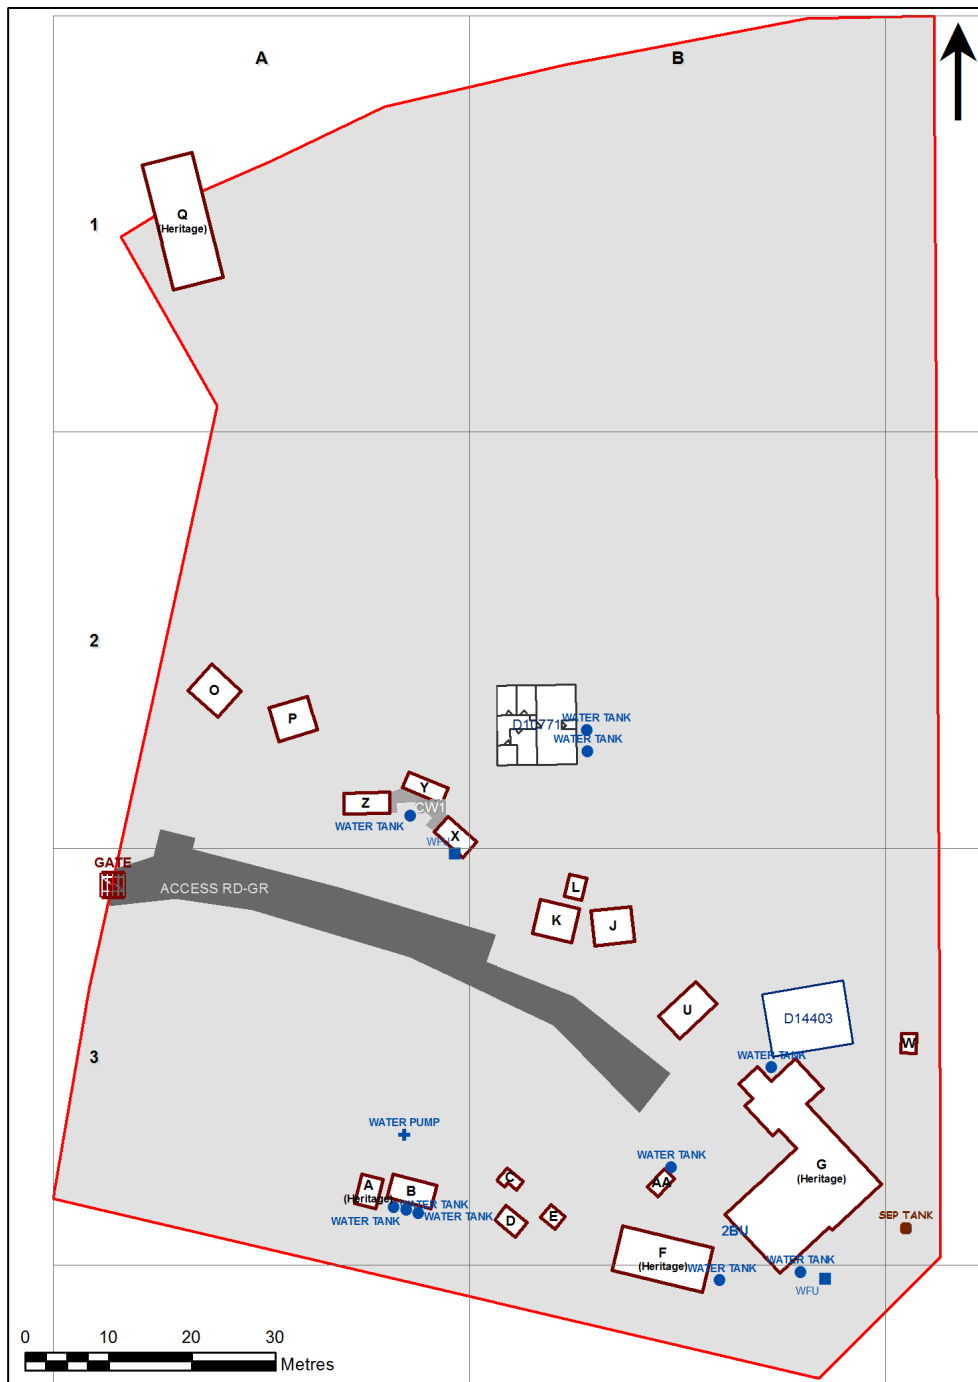 A
B
1
Q
(Heritage)
2
O
P
D10771
WATER TANK
WATER TANK
Y
Z
CW1
WATER TANK
X
WFU
GATE
ACCESS RD-GR
L
K
J
U
D14403
W
3
WATER TANK
WATER PUMP
WATER TANK
AA
G
(Heritage)
A
(Heritage)
B
WATER TANK
WATER TANK
WATER TANK
C
D
E
SEP TANK
2BU
F
(Heritage)
WATER TANK
WATER TANK
WFU
0 10 20 30
Metres